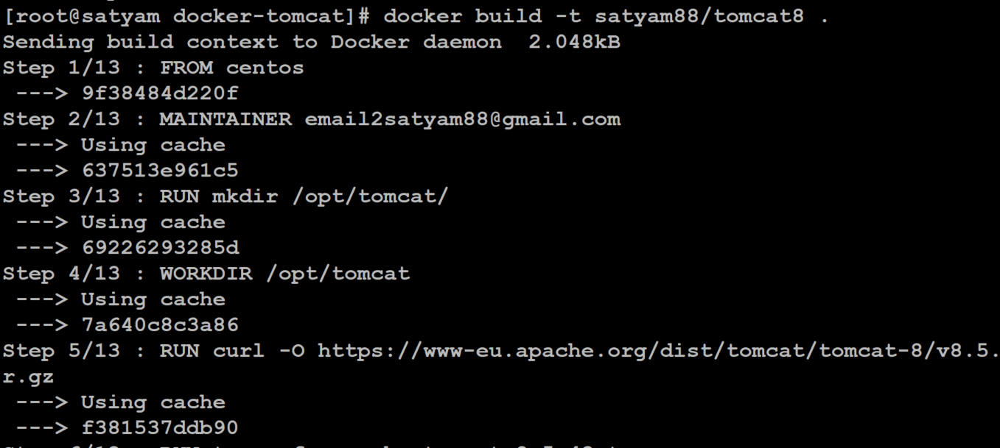 [root@satyam docker-tomcat]# docker build -t satyam88/tomcat8 .
Sending build context to Docker daemon  2.048kB
Step 1/13 : FROM centos
 ---> 9f38484d220f
Step 2/13 : MAINTAINER email2satyam88@gmail.com
 ---> Using cache
 ---> 637513e961c5
Step 3/13 : RUN mkdir /opt/tomcat/
 ---> Using cache
 ---> 69226293285d
Step 4/13 : WORKDIR /opt/tomcat
 ---> Using cache
 ---> 7a640c8c3a86
Step 5/13 : RUN curl -O https://www-eu.apache.org/dist/tomcat/tomcat-8/v8.5.
r.gz
 ---> Using cache
 ---> f381537ddb90